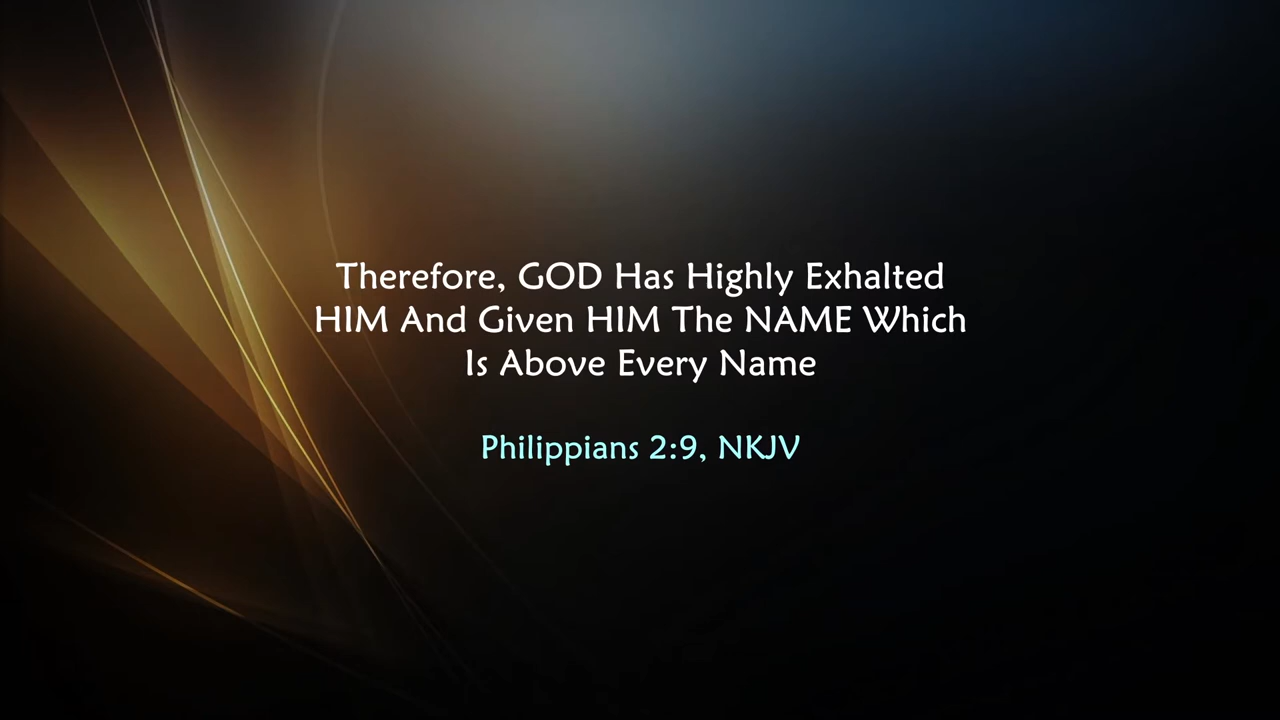 Therefore, GOD Has Highly Exhalted
HIM And Given HIM The NAME Which
Is Above Every Name
Philippians 2:9, NKJV